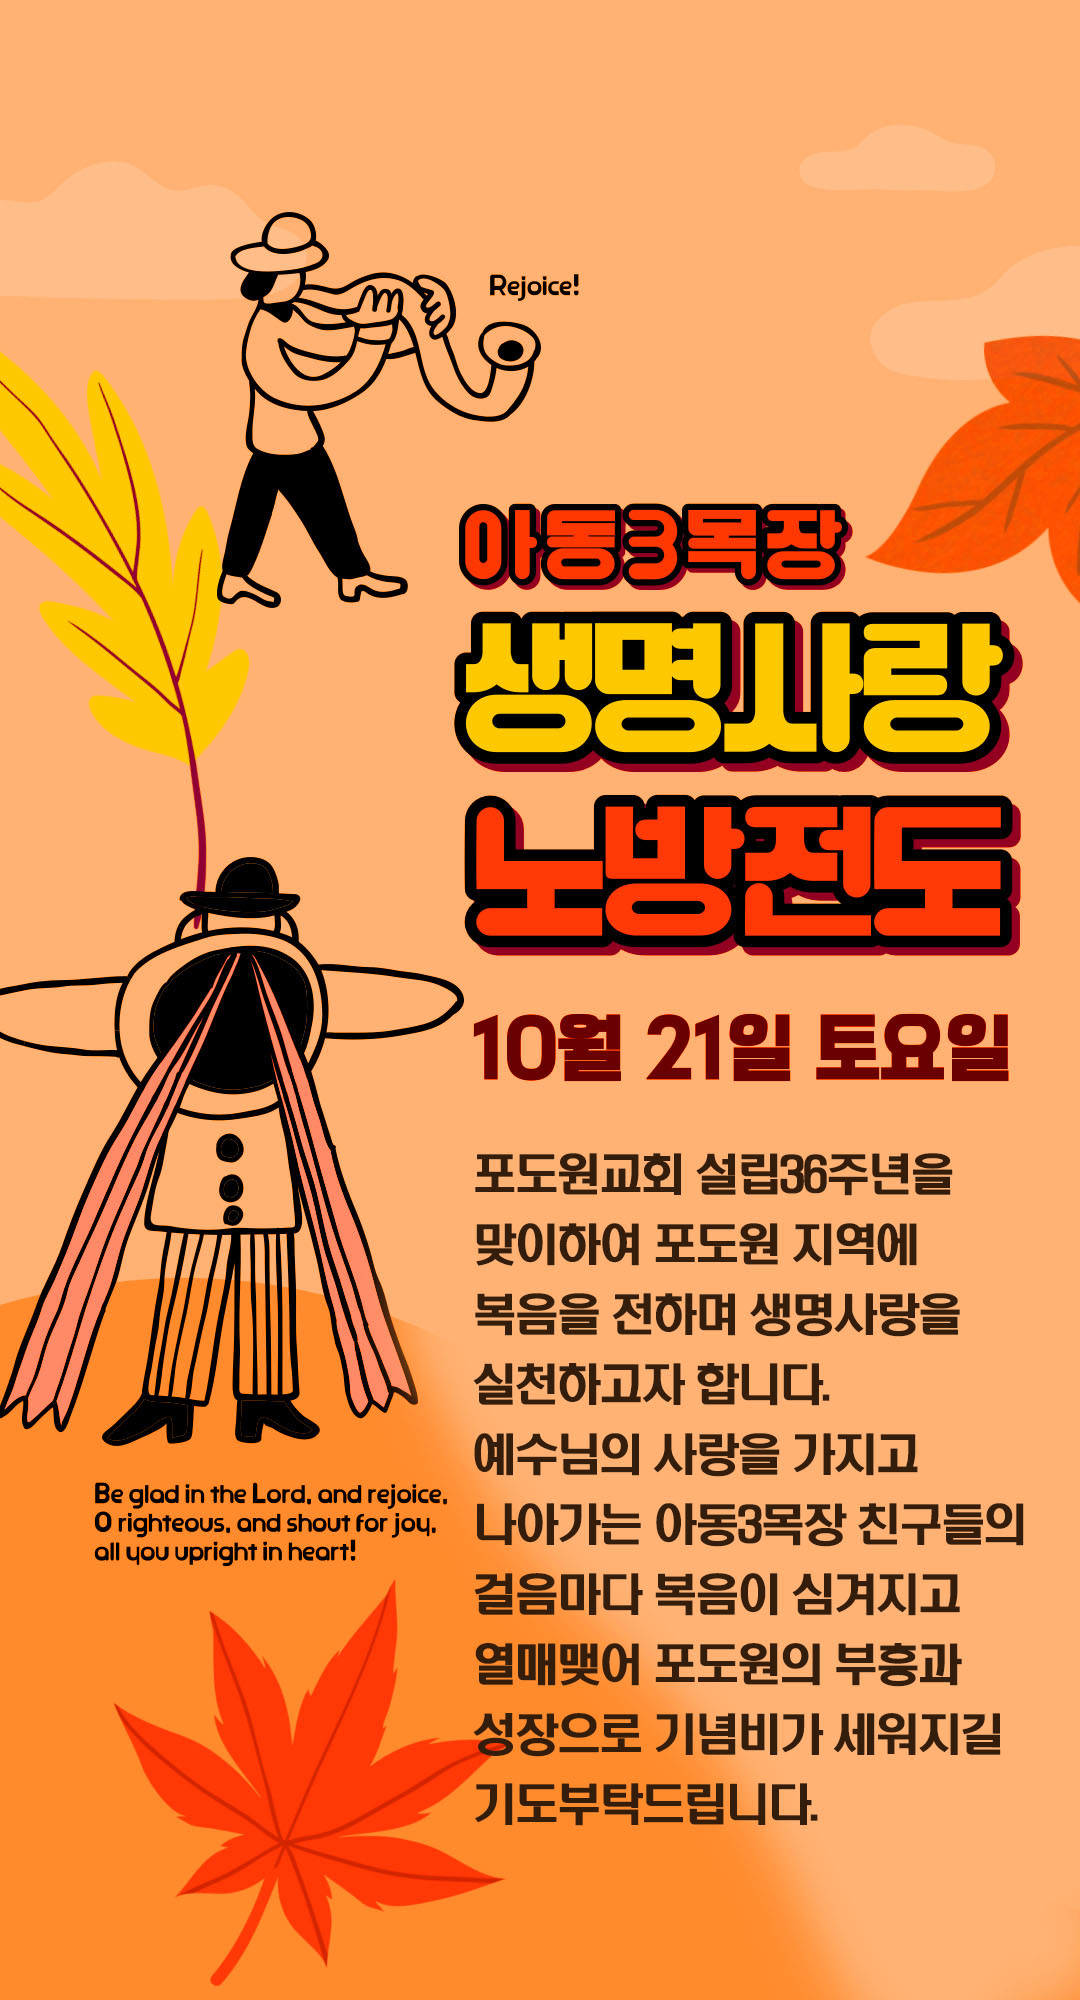 Rejoice!
아동3목장
생명사랑
노방전도
10월 21일 토요일
포도원교회 설립36주년을
맞이하여 포도원 지역에
복음을 전하며 생명사랑을
실천하고자 합니다.
예수님의 사랑을 가지고
나아가는 아동3목장 친구들의
걸음마다 복음이 심겨지고
열매맺어 포도원의 부흥과
성장으로 기념비가 세워지길
기도부탁드립니다.
Be glad in the Lord, and rejoice,
O righteous, and shout for joy,
all you upright in heart!